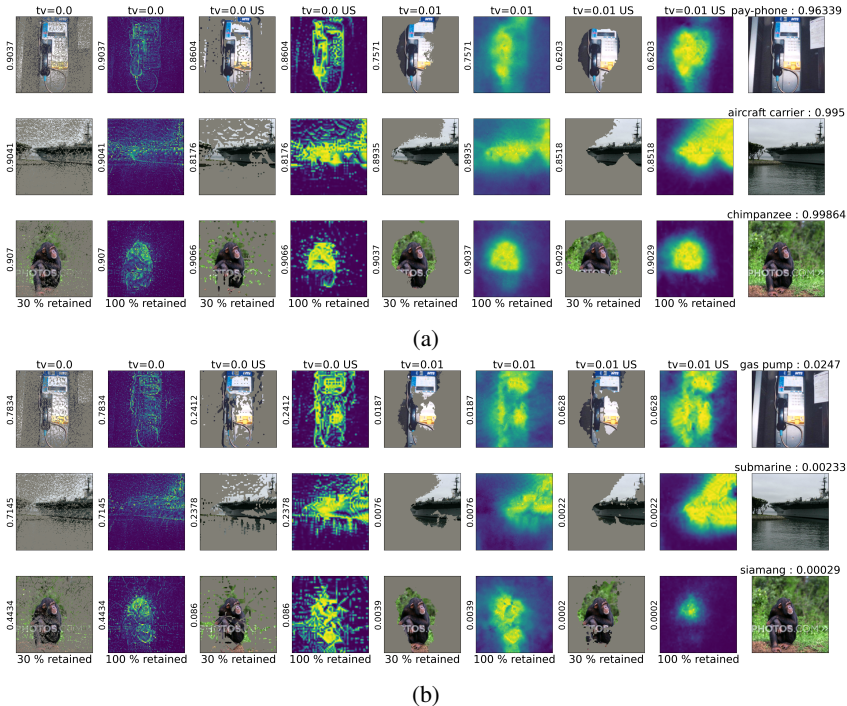 tv=0.0 tv=0.0 tv=0.0 US tv=0.0 US tv=0.01 tv=0.01 tv=0.01 US tv=0.01 US pay-phone : 0.96339
0.9037 0.9037 0.8604 0.8604 0.7571 0.7571 0.6203 0.6203
aircraft carrier : 0.995
0.9041 0.9041 0.8176 0.8176 0.8935 0.8935 0.8518 0.8518
chimpanzee : 0.99864
0.907 0.907 0.9066 0.9066 0.9037 0.9037 0.9029 0.9029
30 % retained 100 % retained 30 % retained 100 % retained 30 % retained 100 % retained 30 % retained 100 % retained
(a)
tv=0.0 tv=0.0 tv=0.0 US tv=0.0 US tv=0.01 tv=0.01 tv=0.01 US tv=0.01 US gas pump : 0.0247
0.7834 0.7834 0.2412 0.2412 0.0187 0.0187 0.0628 0.0628
submarine : 0.00233
0.7145 0.7145 0.2378 0.2378 0.0076 0.0076 0.0022 0.0022
siamang : 0.00029
0.4434 0.4434 0.086 0.086 0.0039 0.0039 0.0002 0.0002
30 % retained 100 % retained 30 % retained 100 % retained 30 % retained 100 % retained 30 % retained 100 % retained
(b)